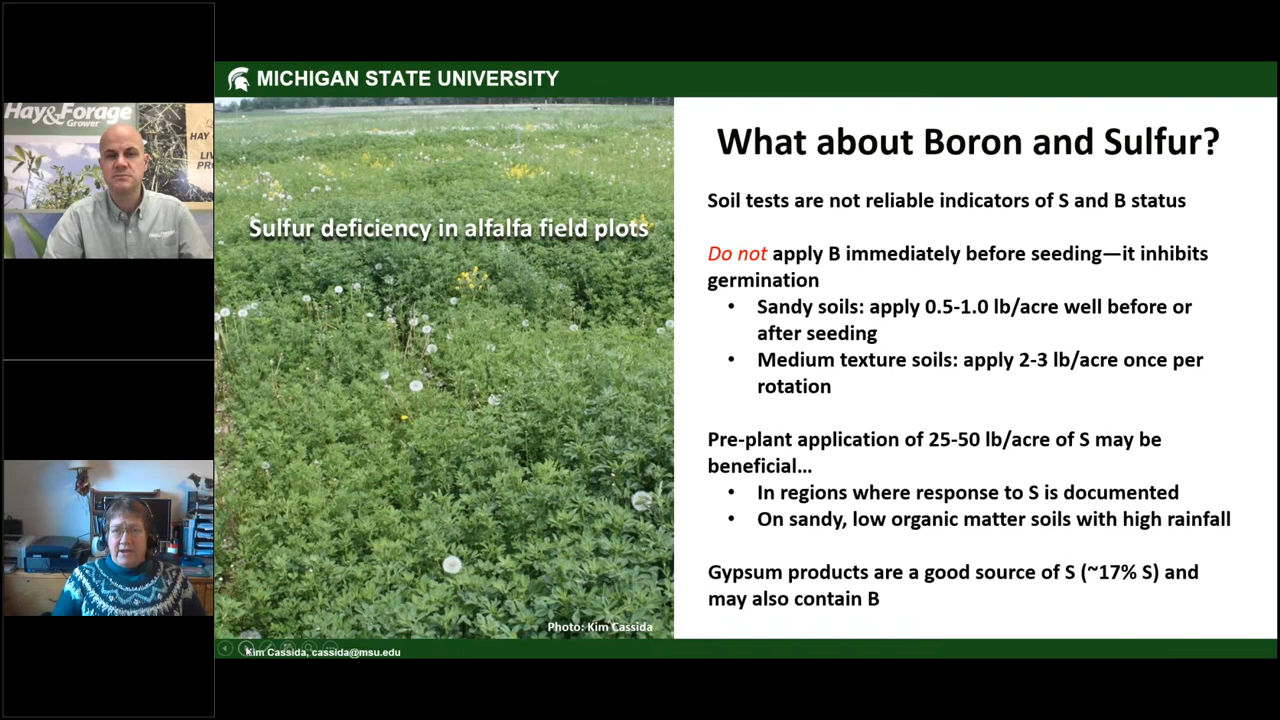 Hay&Forage
Grower
HAY
LIV
PRO
MICHIGAN STATE UNIVERSITY
Sulfur deficiency in alfalfa field plots
Photo: Kim Cassida
What about Boron and Sulfur?
Soil tests are not reliable indicators of S and B status
Do not apply B immediately before seeding—it inhibits
germination
• Sandy soils: apply 0.5-1.0 lb/acre well before or
after seeding
• Medium texture soils: apply 2-3 lb/acre once per
rotation
Pre-plant application of 25-50 lb/acre of S may be
beneficial...
• In regions where response to S is documented
• On sandy, low organic matter soils with high rainfall
Gypsum products are a good source of S (~17% S) and
may also contain B
Kim Cassida, cassida@msu.edu